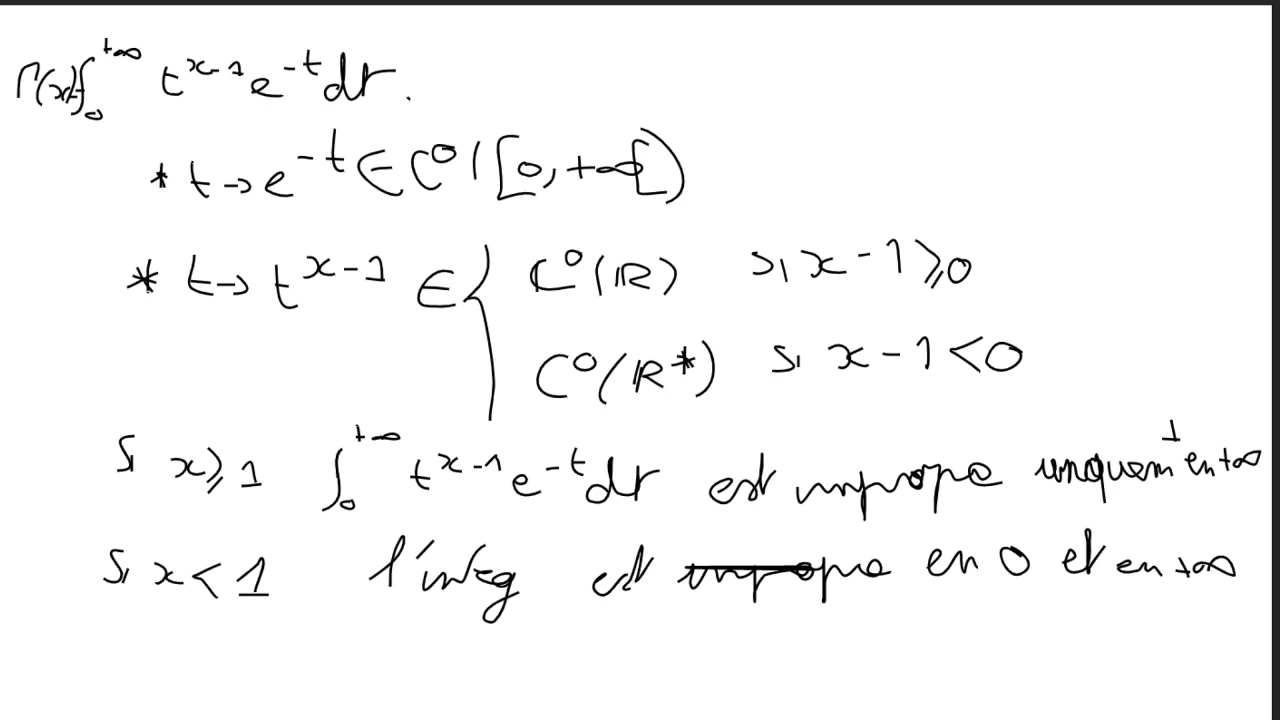 Γ(x)=∫₀^{+∞} t^{x-1} e^{-t} dt.
* t → e^{-t} ∈ C⁰([0,+∞[)
* t → t^{x-1} ∈ { C⁰(ℝ) si x-1 ⩾ 0
C⁰(ℝ*) si x-1 < 0
Si x ⩾ 1 ∫₀^{+∞} t^{x-1} e^{-t} dt est impropre uniquemt en +∞
Si x < 1 l'intég est impropre en 0 et en +∞